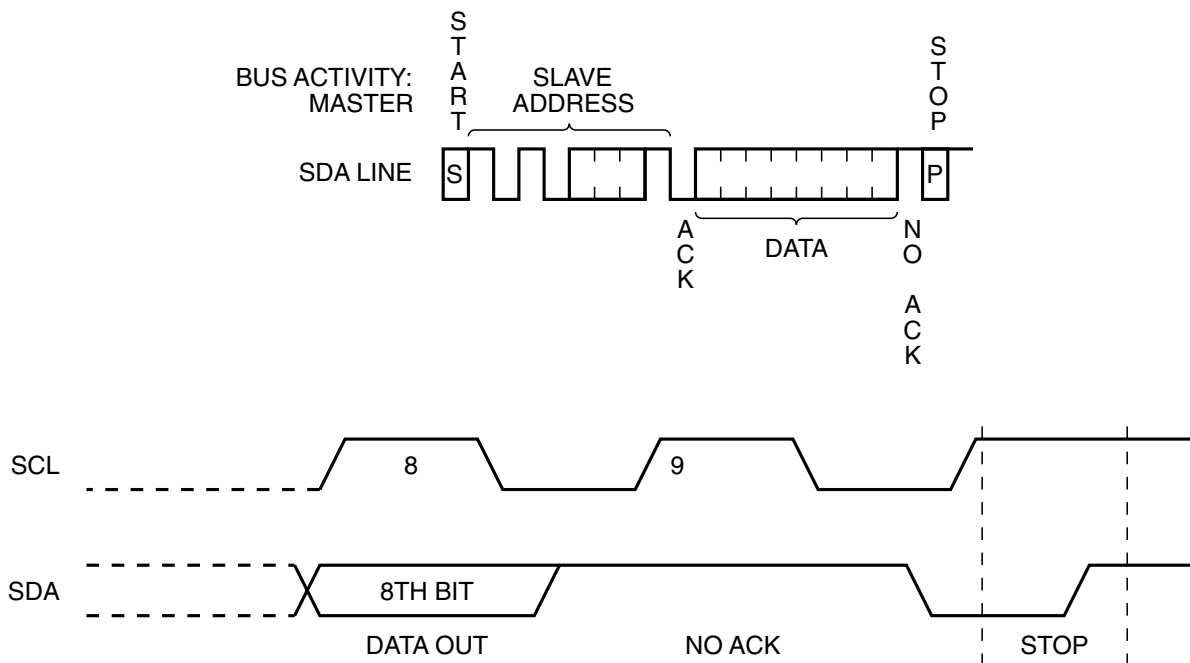 START
BUS ACTIVITY:
MASTER
SLAVE
ADDRESS
STOP
SDA LINE
S
P
ACK
DATA
NO ACK
SCL
8
9
SDA
8TH BIT
DATA OUT
NO ACK
STOP